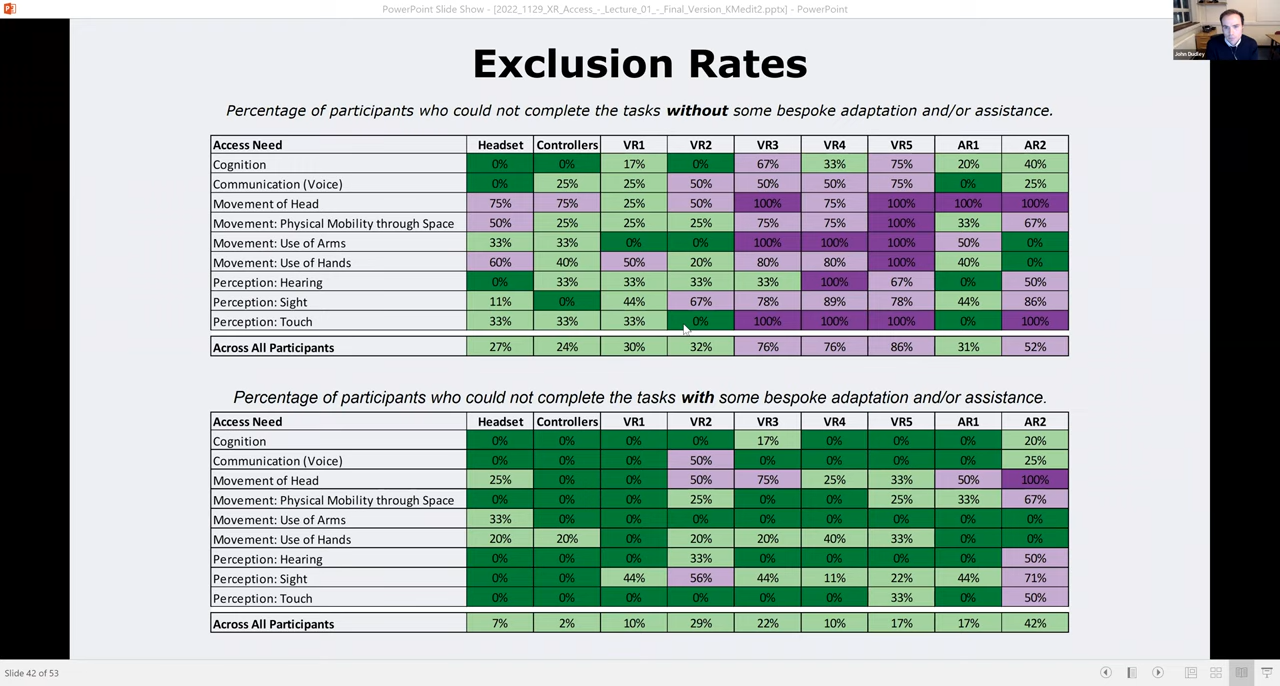 PowerPoint Slide Show - [2022_1129_XR_Access_-_Lecture_01_-_Final_Version_KMedit2.pptx] - PowerPoint
John Dudley
Exclusion Rates
Percentage of participants who could not complete the tasks without some bespoke adaptation and/or assistance.
Access Need Headset Controllers VR1 VR2 VR3 VR4 VR5 AR1 AR2
Cognition 0% 0% 17% 0% 67% 33% 75% 20% 40%
Communication (Voice) 0% 25% 25% 50% 50% 50% 75% 0% 25%
Movement of Head 75% 75% 25% 50% 100% 75% 100% 100% 100%
Movement: Physical Mobility through Space 50% 25% 25% 25% 75% 75% 100% 33% 67%
Movement: Use of Arms 33% 33% 0% 0% 100% 100% 100% 50% 0%
Movement: Use of Hands 60% 40% 50% 20% 80% 80% 100% 40% 0%
Perception: Hearing 0% 33% 33% 33% 33% 100% 67% 0% 50%
Perception: Sight 11% 0% 44% 67% 78% 89% 78% 44% 86%
Perception: Touch 33% 33% 33% 0% 100% 100% 100% 0% 100%
Across All Participants 27% 24% 30% 32% 76% 76% 86% 31% 52%
Percentage of participants who could not complete the tasks with some bespoke adaptation and/or assistance.
Access Need Headset Controllers VR1 VR2 VR3 VR4 VR5 AR1 AR2
Cognition 0% 0% 0% 0% 17% 0% 0% 0% 20%
Communication (Voice) 0% 0% 0% 50% 0% 0% 0% 0% 25%
Movement of Head 25% 0% 0% 50% 75% 25% 33% 50% 100%
Movement: Physical Mobility through Space 0% 0% 0% 25% 0% 0% 25% 33% 67%
Movement: Use of Arms 33% 0% 0% 0% 0% 0% 0% 0% 0%
Movement: Use of Hands 20% 20% 0% 20% 20% 40% 33% 0% 0%
Perception: Hearing 0% 0% 0% 33% 0% 0% 0% 0% 50%
Perception: Sight 0% 0% 44% 56% 44% 11% 22% 44% 71%
Perception: Touch 0% 0% 0% 0% 0% 0% 33% 0% 50%
Across All Participants 7% 2% 10% 29% 22% 10% 17% 17% 42%
Slide 42 of 53